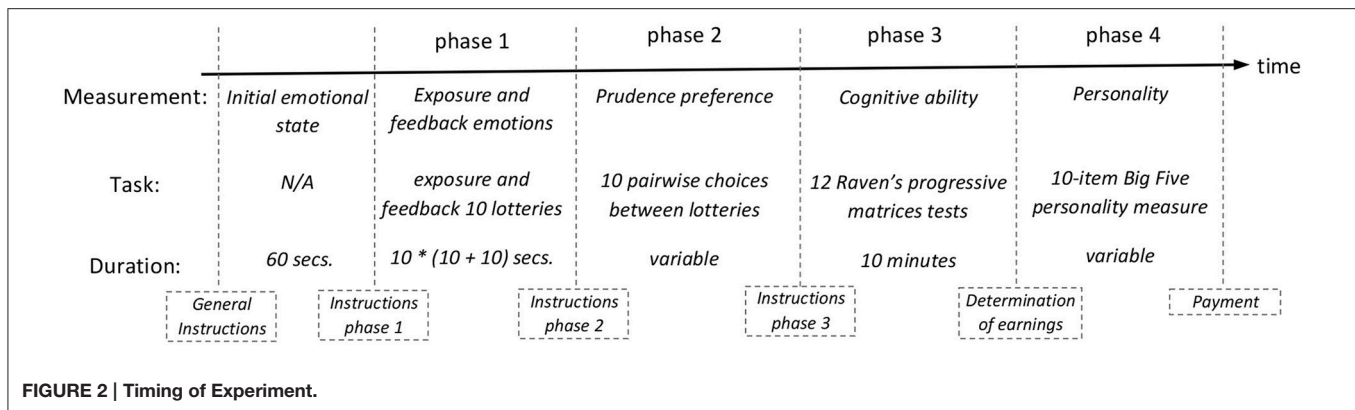 phase 1 phase 2 phase 3 phase 4
time
Measurement: Initial emotional Exposure and Prudence preference Cognitive ability Personality
state feedback emotions
Task: N/A exposure and 10 pairwise choices 12 Raven's progressive 10-item Big Five
feedback 10 lotteries between lotteries matrices tests personality measure
Duration: 60 secs. 10 * (10 + 10) secs. variable 10 minutes variable
General Instructions Instructions Instructions Determination Payment
Instructions phase 1 phase 2 phase 3 of earnings
FIGURE 2 | Timing of Experiment.